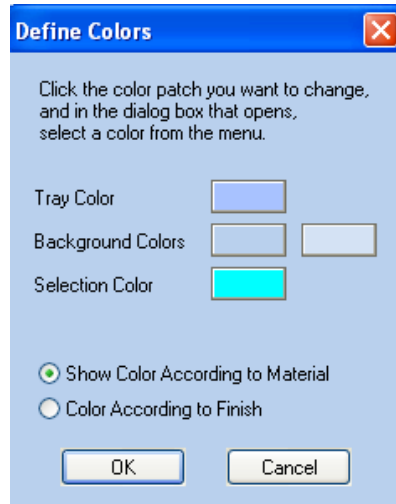 Define Colors
Click the color patch you want to change,
and in the dialog box that opens,
select a color from the menu.
Tray Color
Background Colors
Selection Color
Show Color According to Material
Color According to Finish
OK Cancel